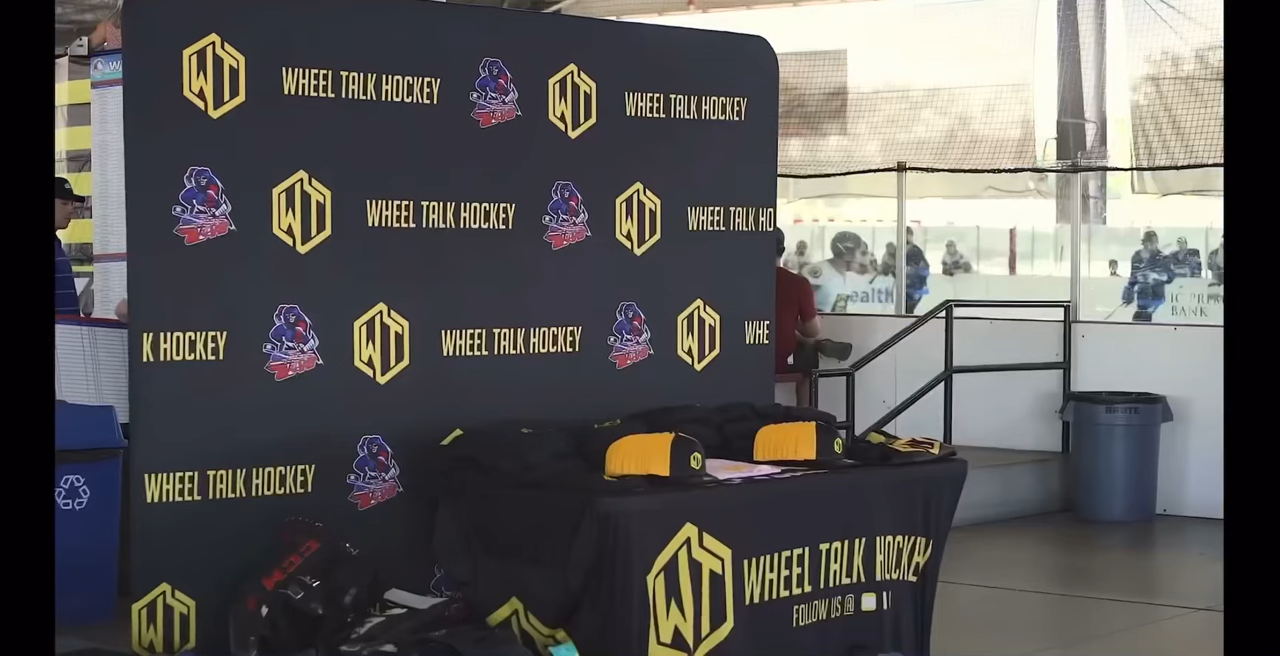 WT WHEEL TALK HOCKEY WT WHEEL TALK HOCKEY
WT WHEEL TALK HOCKEY WT WHEEL TALK HO
K HOCKEY WT WHEEL TALK HOCKEY WT WHE
WHEEL TALK HOCKEY
WT
WT WHEEL TALK HOCKEY
FOLLOW US @
CCM
ealth
BANK
BRUTE